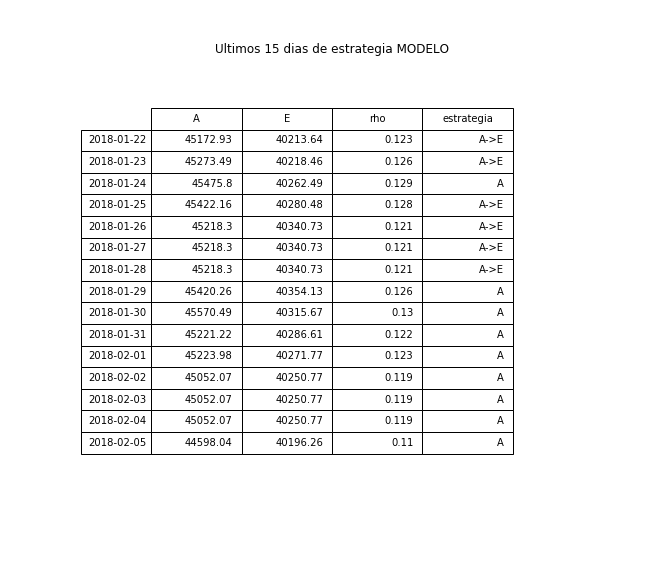 Ultimos 15 dias de estrategia MODELO
A E rho estrategia
2018-01-22 45172.93 40213.64 0.123 A->E
2018-01-23 45273.49 40218.46 0.126 A->E
2018-01-24 45475.8 40262.49 0.129 A
2018-01-25 45422.16 40280.48 0.128 A->E
2018-01-26 45218.3 40340.73 0.121 A->E
2018-01-27 45218.3 40340.73 0.121 A->E
2018-01-28 45218.3 40340.73 0.121 A->E
2018-01-29 45420.26 40354.13 0.126 A
2018-01-30 45570.49 40315.67 0.13 A
2018-01-31 45221.22 40286.61 0.122 A
2018-02-01 45223.98 40271.77 0.123 A
2018-02-02 45052.07 40250.77 0.119 A
2018-02-03 45052.07 40250.77 0.119 A
2018-02-04 45052.07 40250.77 0.119 A
2018-02-05 44598.04 40196.26 0.11 A